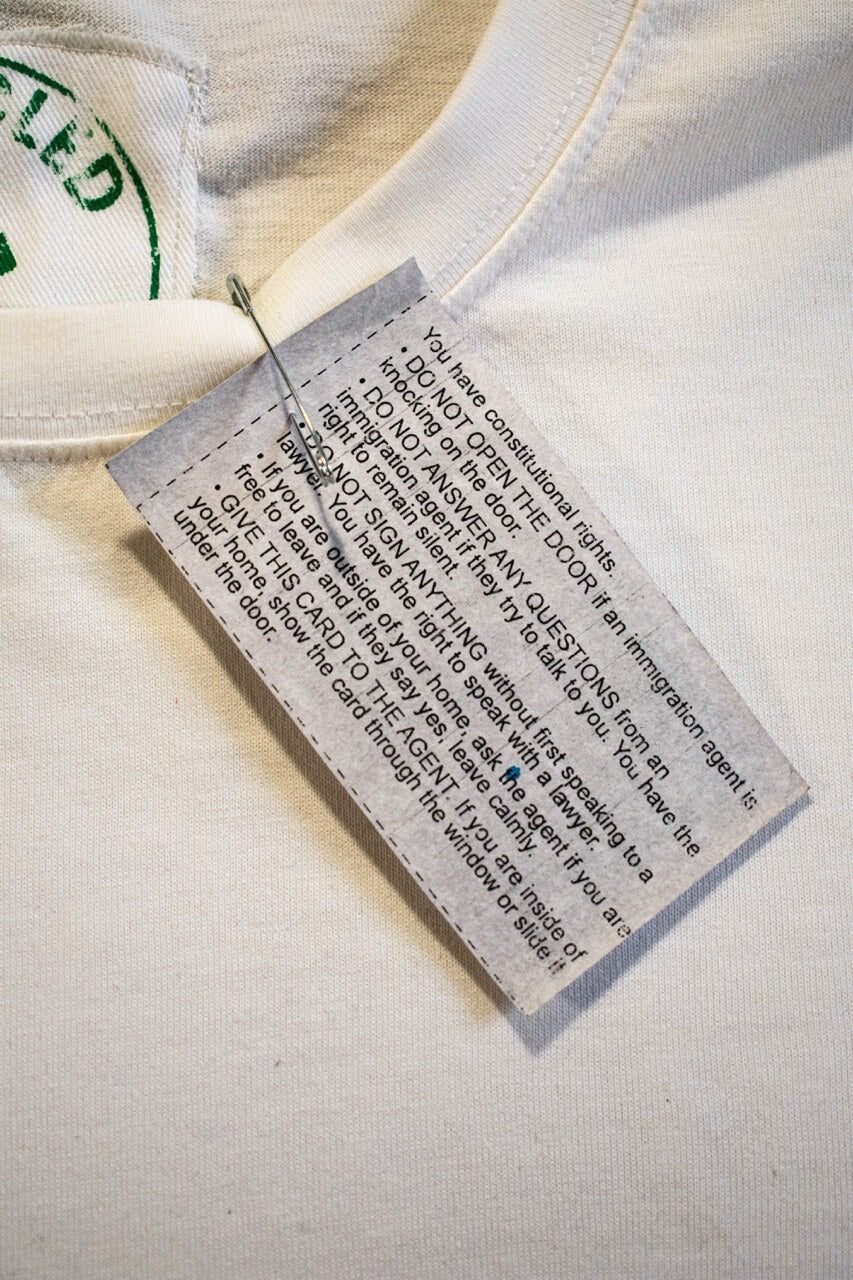 LED
You have constitutional rights.
• DO NOT OPEN THE DOOR if an immigration agent is
knocking on the door.
• DO NOT ANSWER ANY QUESTIONS from an
immigration agent if they try to talk to you. You have the
right to remain silent.
• DO NOT SIGN ANYTHING without first speaking to a
lawyer. You have the right to speak with a lawyer.
• If you are outside of your home, ask the agent if you are
free to leave and if they say yes, leave calmly.
• GIVE THIS CARD TO THE AGENT. If you are inside of
your home, show the card through the window or slide it
under the door.